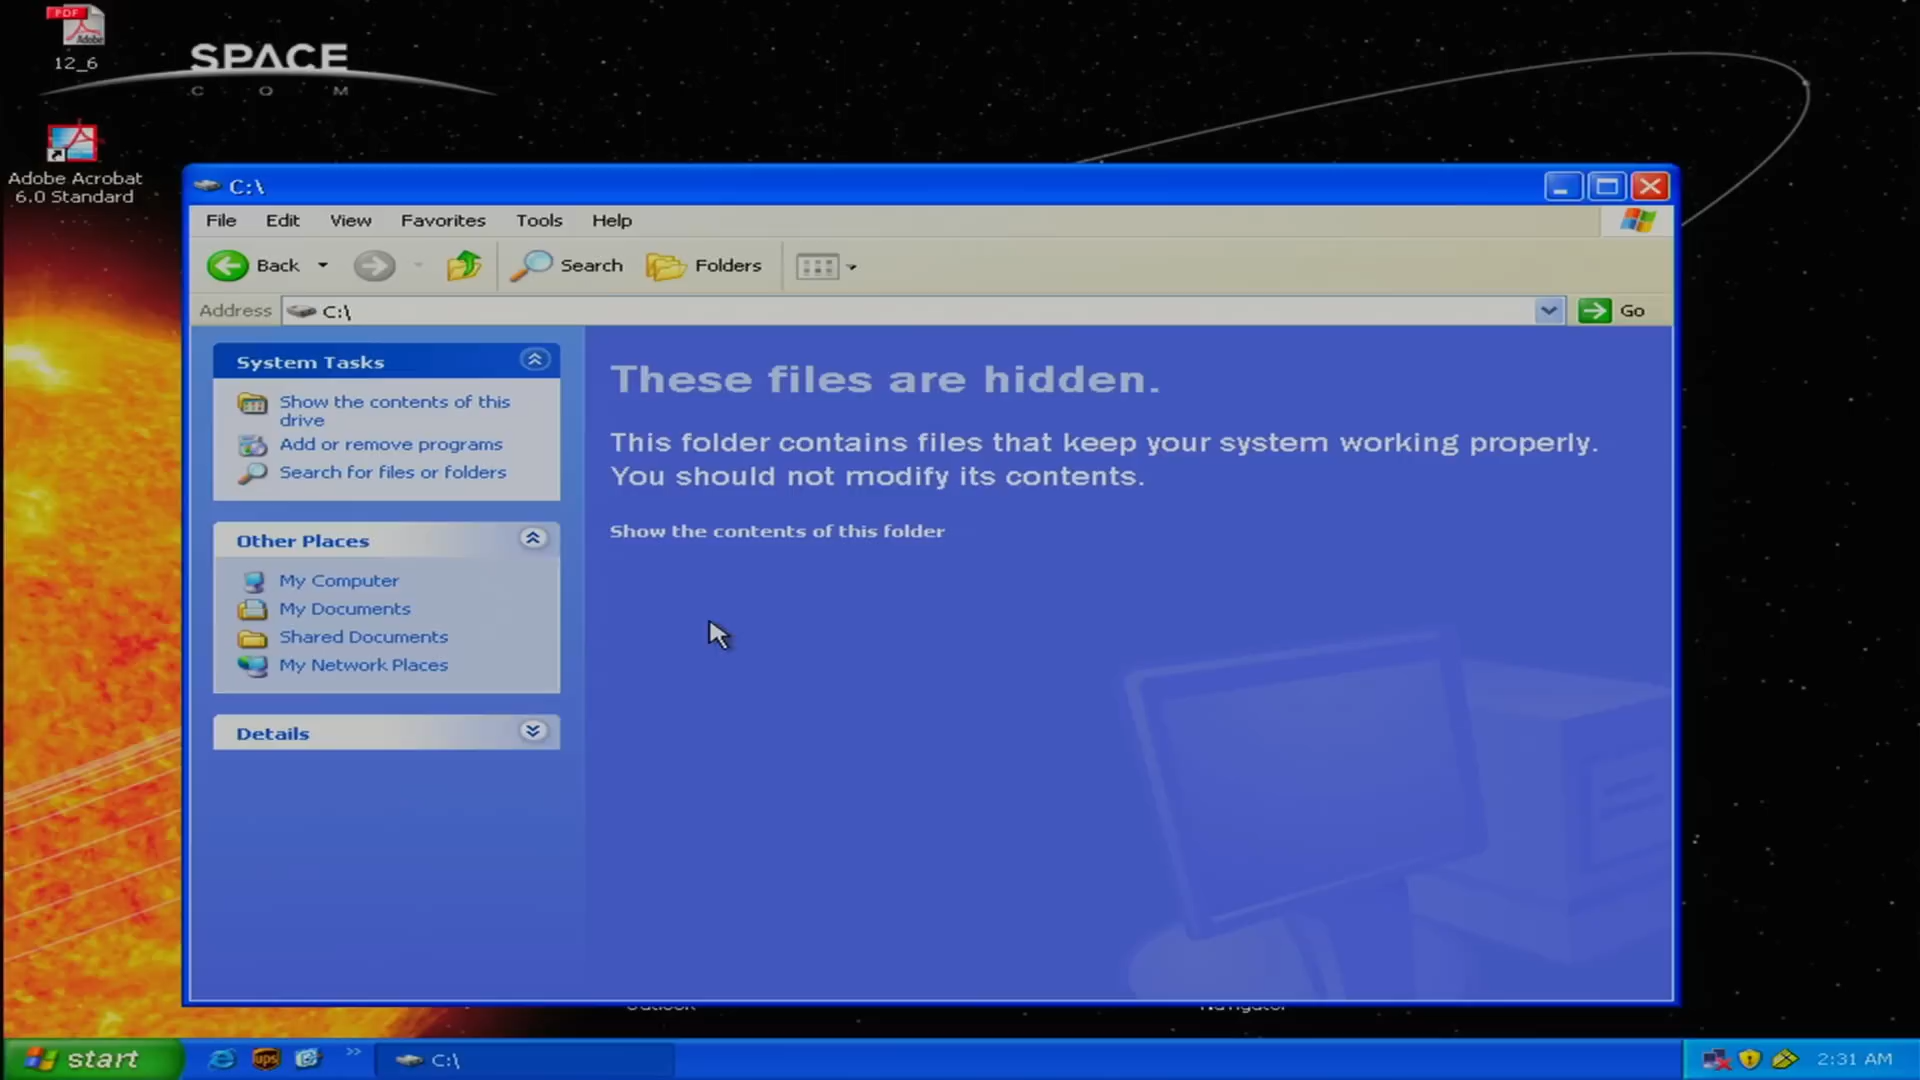 PDF
Adobe
12_6
SPACE
C O M
Adobe Acrobat
6.0 Standard
C:\
File Edit View Favorites Tools Help
Back Search Folders
Address C:\ Go
System Tasks
Show the contents of this
drive
Add or remove programs
Search for files or folders
Other Places
My Computer
My Documents
Shared Documents
My Network Places
Details
These files are hidden.
This folder contains files that keep your system working properly.
You should not modify its contents.
Show the contents of this folder
Outlook Navigator
start ups C:\ 2:31 AM